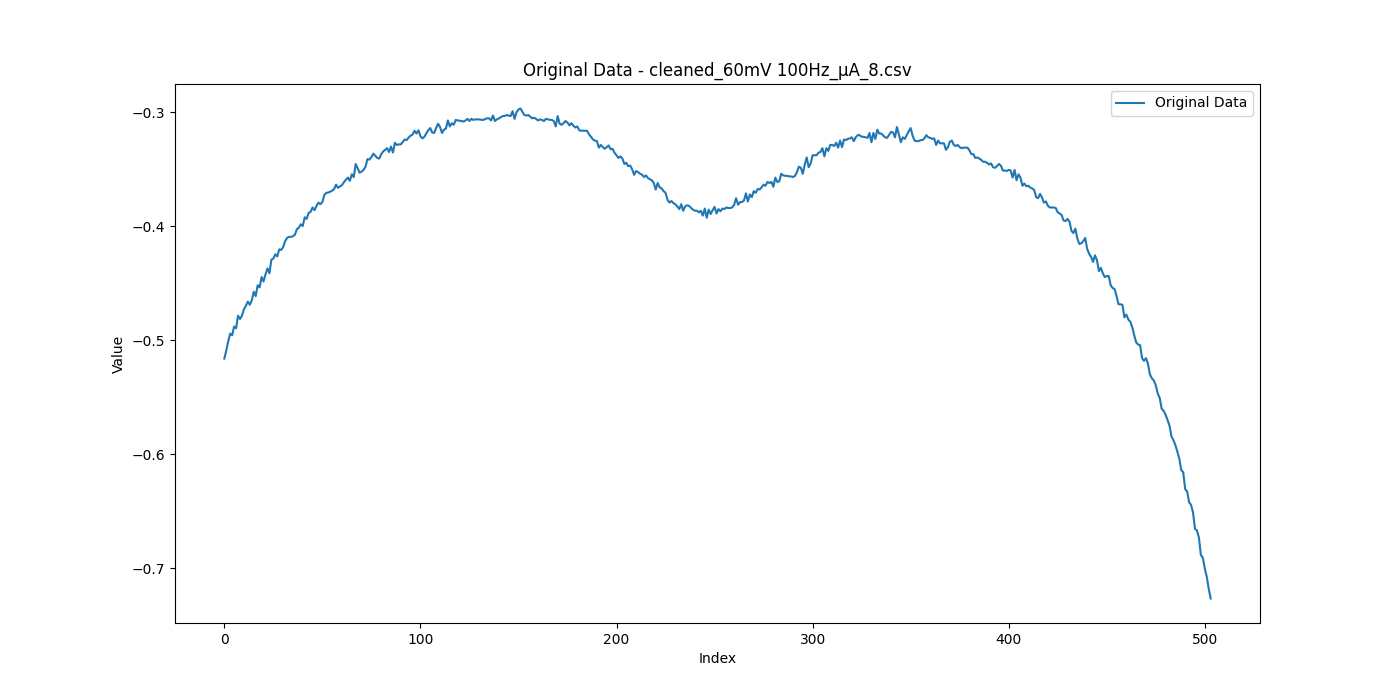 Original Data - cleaned_60mV 100Hz_μA_8.csv
Original Data
−0.3
−0.4
−0.5
−0.6
−0.7
Value
0 100 200 300 400 500
Index